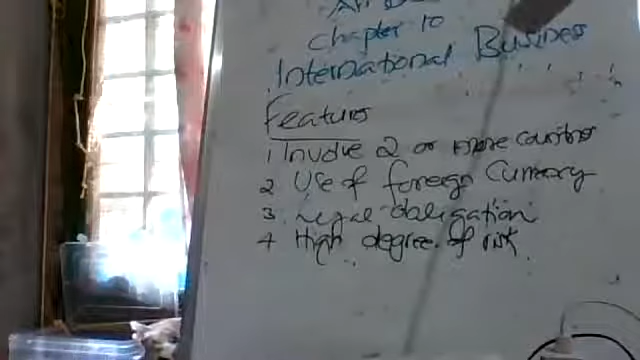 Chapter 10
International Business
Features
1 Involve 2 or more countries
2 Use of foreign Currency
3 Legal obligation
4 High degree of risk